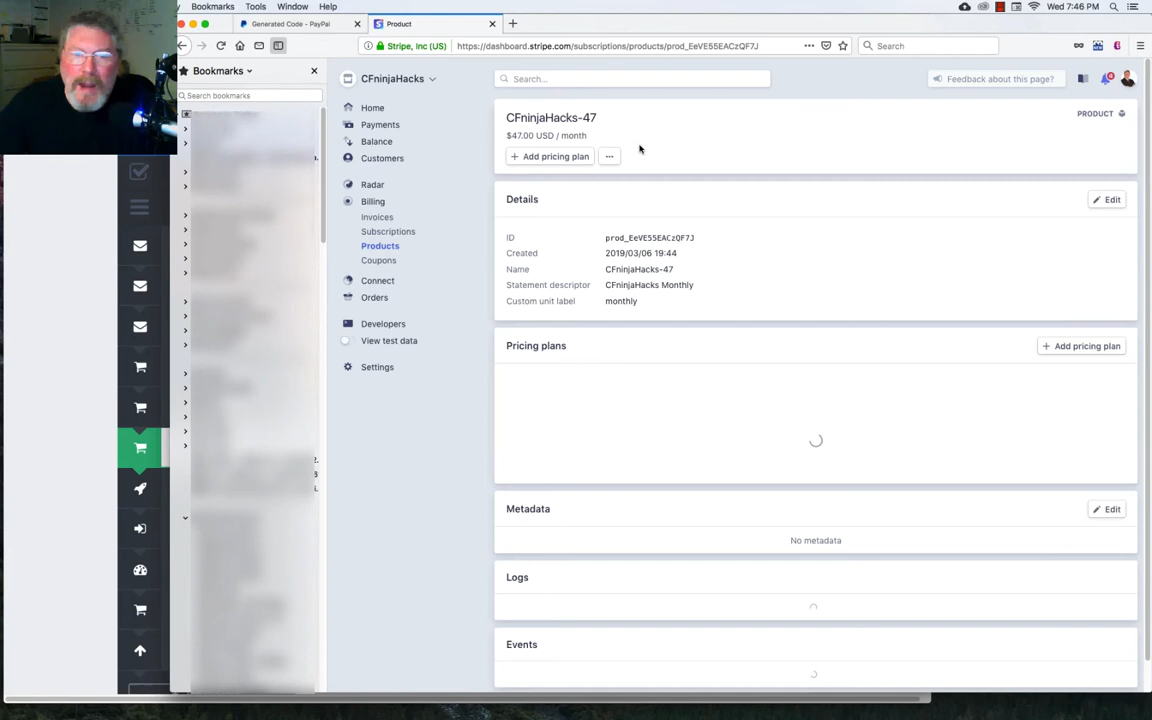 Bookmarks Tools Window Help
Wed 7:46 PM
Generated Code - PayPal
Product
Stripe, Inc (US) https://dashboard.stripe.com/subscriptions/products/prod_EeVE55EACzQF7J
Search
Bookmarks
Search bookmarks
CFninjaHacks
Search...
Feedback about this page?
4
Home
Payments
Balance
Customers
Radar
Billing
Invoices
Subscriptions
Products
Coupons
Connect
Orders
Developers
View test data
Settings
CFninjaHacks-47
PRODUCT
$47.00 USD / month
+ Add pricing plan
...
Details
Edit
ID prod_EeVE55EACzQF7J
Created 2019/03/06 19:44
Name CFninjaHacks-47
Statement descriptor CFninjaHacks Monthly
Custom unit label monthly
Pricing plans
+ Add pricing plan
Metadata
Edit
No metadata
Logs
Events